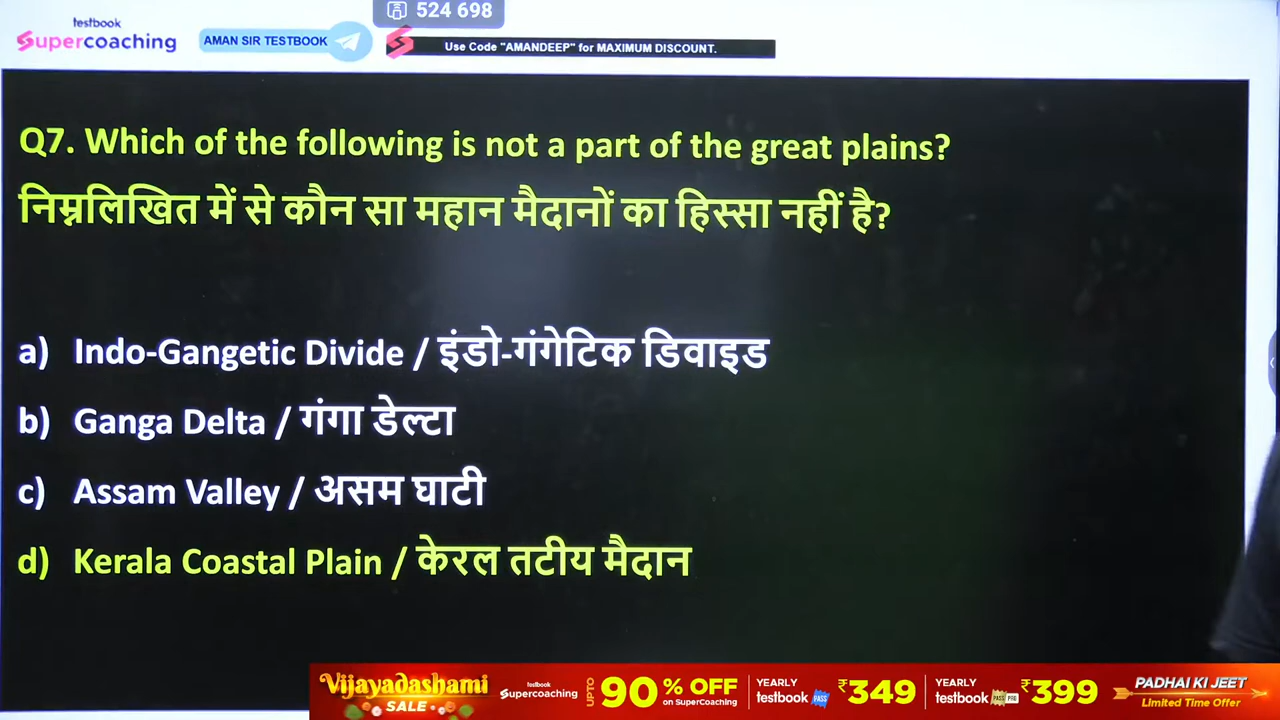 testbook
Supercoaching
AMAN SIR TESTBOOK
524 698
Use Code "AMANDEEP" for MAXIMUM DISCOUNT.
Q7. Which of the following is not a part of the great plains?
निम्नलिखित में से कौन सा महान मैदानों का हिस्सा नहीं है?
a) Indo-Gangetic Divide / इंडो-गंगेटिक डिवाइड
b) Ganga Delta / गंगा डेल्टा
c) Assam Valley / असम घाटी
d) Kerala Coastal Plain / केरल तटीय मैदान
Vijayadashami
SALE
testbook
Supercoaching
UPTO
90% OFF
on SuperCoaching
YEARLY
testbook PASS
₹349
YEARLY
testbook PASS PRO
₹399
PADHAI KI JEET
Limited Time Offer